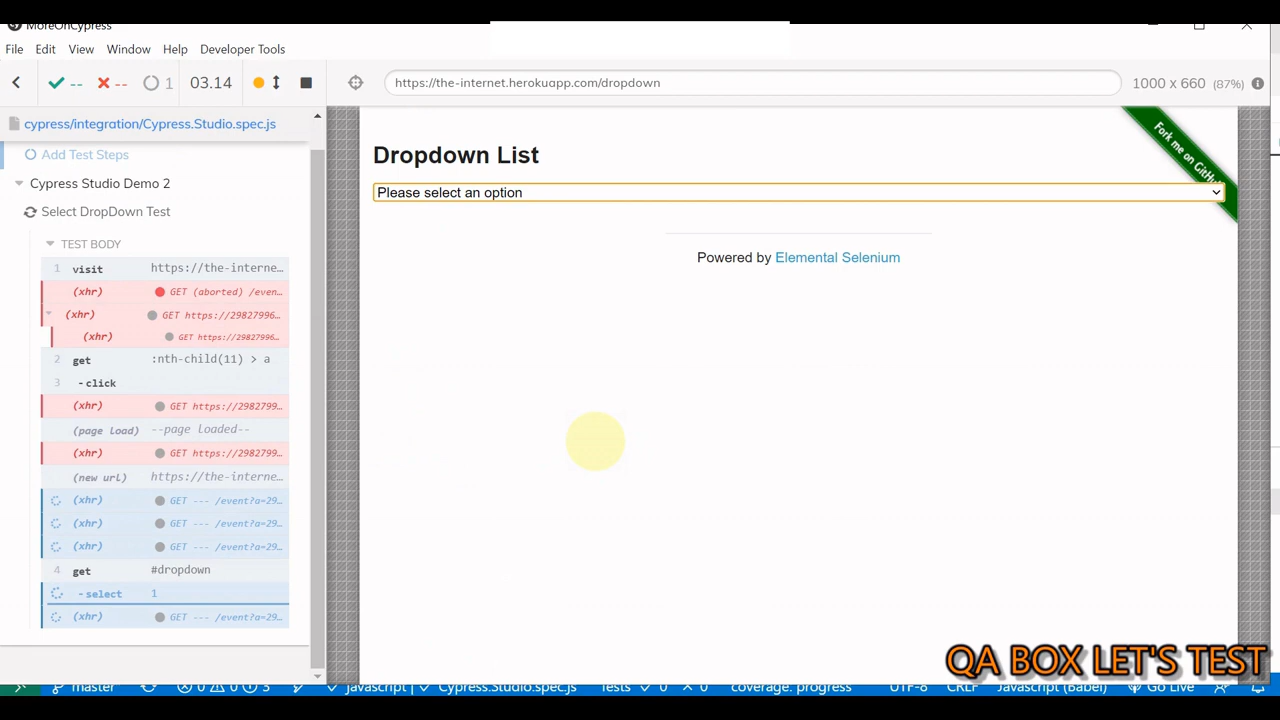 MoreOnCypress
File Edit View Window Help Developer Tools
-- -- 1 03.14 https://the-internet.herokuapp.com/dropdown 1000 x 660 (87%)
cypress/integration/Cypress.Studio.spec.js
Add Test Steps
Cypress Studio Demo 2
Select DropDown Test
TEST BODY
1 visit https://the-interne…
(xhr) GET (aborted) /even…
(xhr) GET https://29827996…
(xhr) GET https://29827996…
2 get :nth-child(11) > a
3 -click
(xhr) GET https://2982799…
(page load) --page loaded--
(xhr) GET https://2982799…
(new url) https://the-interne…
(xhr) GET --- /event?a=29…
(xhr) GET --- /event?a=29…
(xhr) GET --- /event?a=29…
4 get #dropdown
-select 1
(xhr) GET --- /event?a=29…
Dropdown List
Please select an option
Powered by Elemental Selenium
Fork me on GitHub
QA BOX LET'S TEST
master 0 0 3 Javascript Cypress.Studio.spec.js Tests 0 0 coverage: progress UTF-8 CRLF Javascript (Babel) Go Live